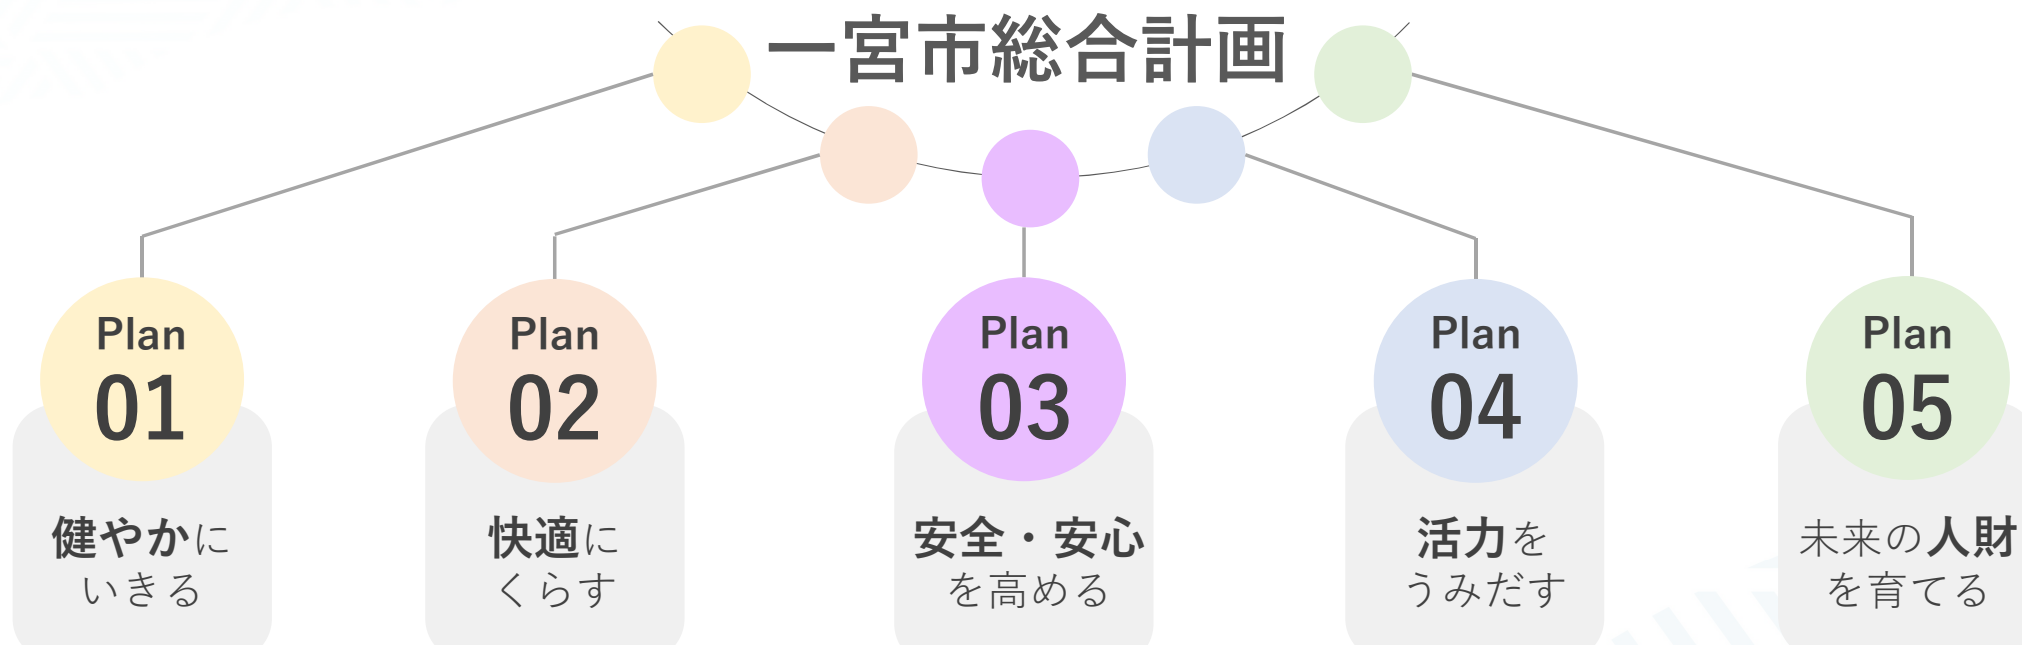 一宮市総合計画
Plan
01
健やかに
いきる
Plan
02
快適に
くらす
Plan
03
安全・安心
を高める
Plan
04
活力を
うみだす
Plan
05
未来の人財
を育てる